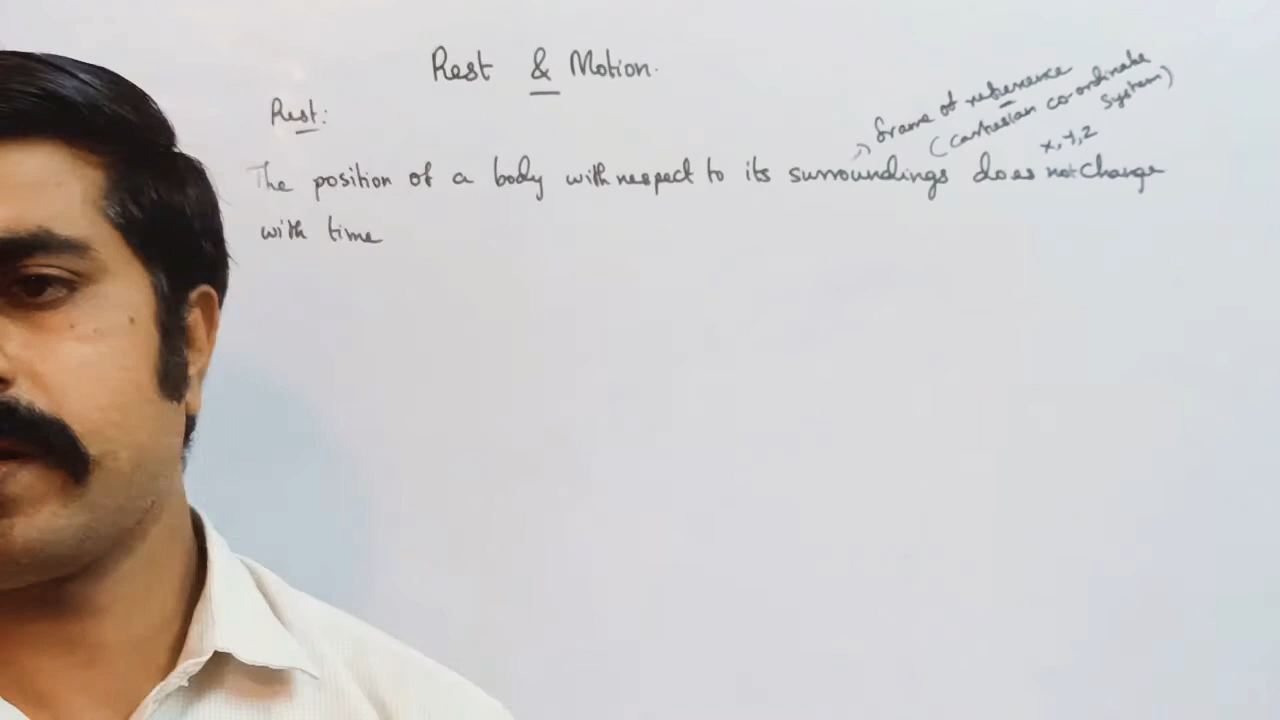 Rest & Motion.
Rest:
frame of reference
(cartesian co-ordinate
system)
x, y, z
The position of a body with respect to its surroundings does not change
with time